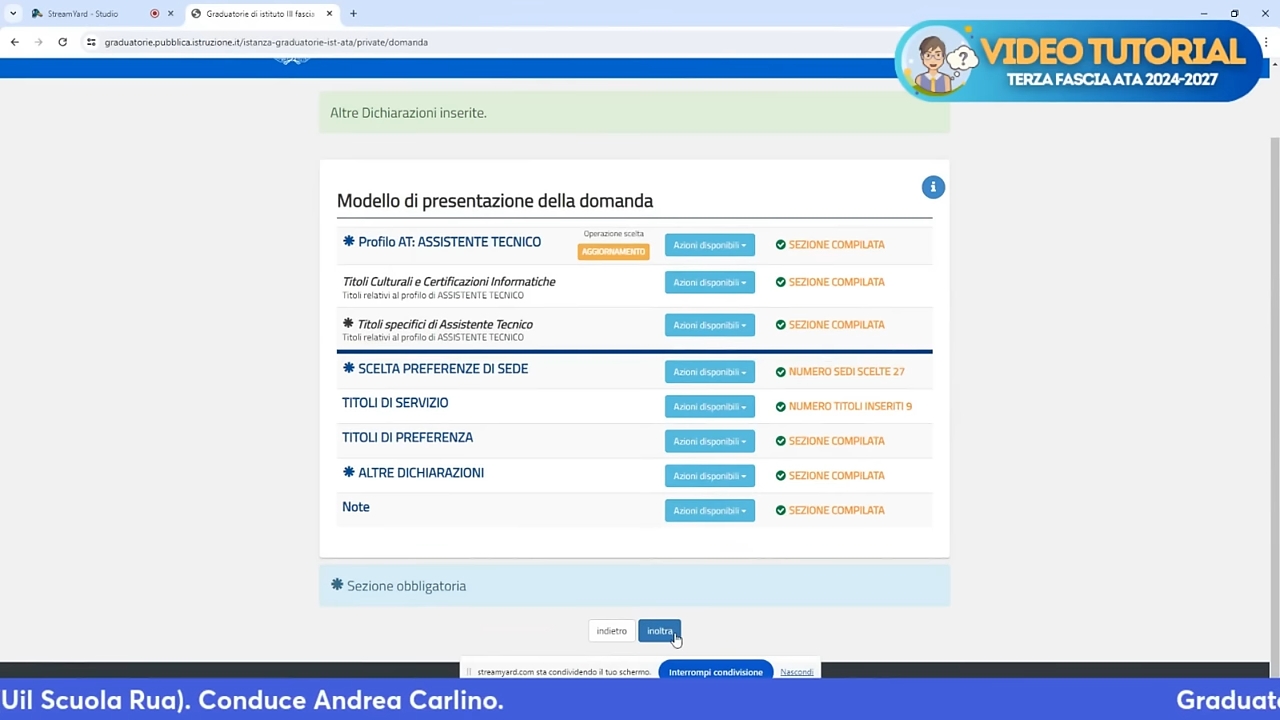 StreamYard - Studio
Graduatorie di istituto III fascia
graduatorie.pubblica.istruzione.it/istanza-graduatorie-ist-ata/private/domanda
VIDEO TUTORIAL
TERZA FASCIA ATA 2024-2027
Altre Dichiarazioni inserite.
Modello di presentazione della domanda
Profilo AT: ASSISTENTE TECNICO
Operazione scelta
AGGIORNAMENTO
Azioni disponibili
SEZIONE COMPILATA
Titoli Culturali e Certificazioni Informatiche
Titoli relativi al profilo di ASSISTENTE TECNICO
Azioni disponibili
SEZIONE COMPILATA
Titoli specifici di Assistente Tecnico
Titoli relativi al profilo di ASSISTENTE TECNICO
Azioni disponibili
SEZIONE COMPILATA
SCELTA PREFERENZE DI SEDE
Azioni disponibili
NUMERO SEDI SCELTE 27
TITOLI DI SERVIZIO
Azioni disponibili
NUMERO TITOLI INSERITI 9
TITOLI DI PREFERENZA
Azioni disponibili
SEZIONE COMPILATA
ALTRE DICHIARAZIONI
Azioni disponibili
SEZIONE COMPILATA
Note
Azioni disponibili
SEZIONE COMPILATA
Sezione obbligatoria
indietro
inoltra
streamyard.com sta condividendo il tuo schermo.
Interrompi condivisione
Nascondi
Uil Scuola Rua). Conduce Andrea Carlino.
Graduat